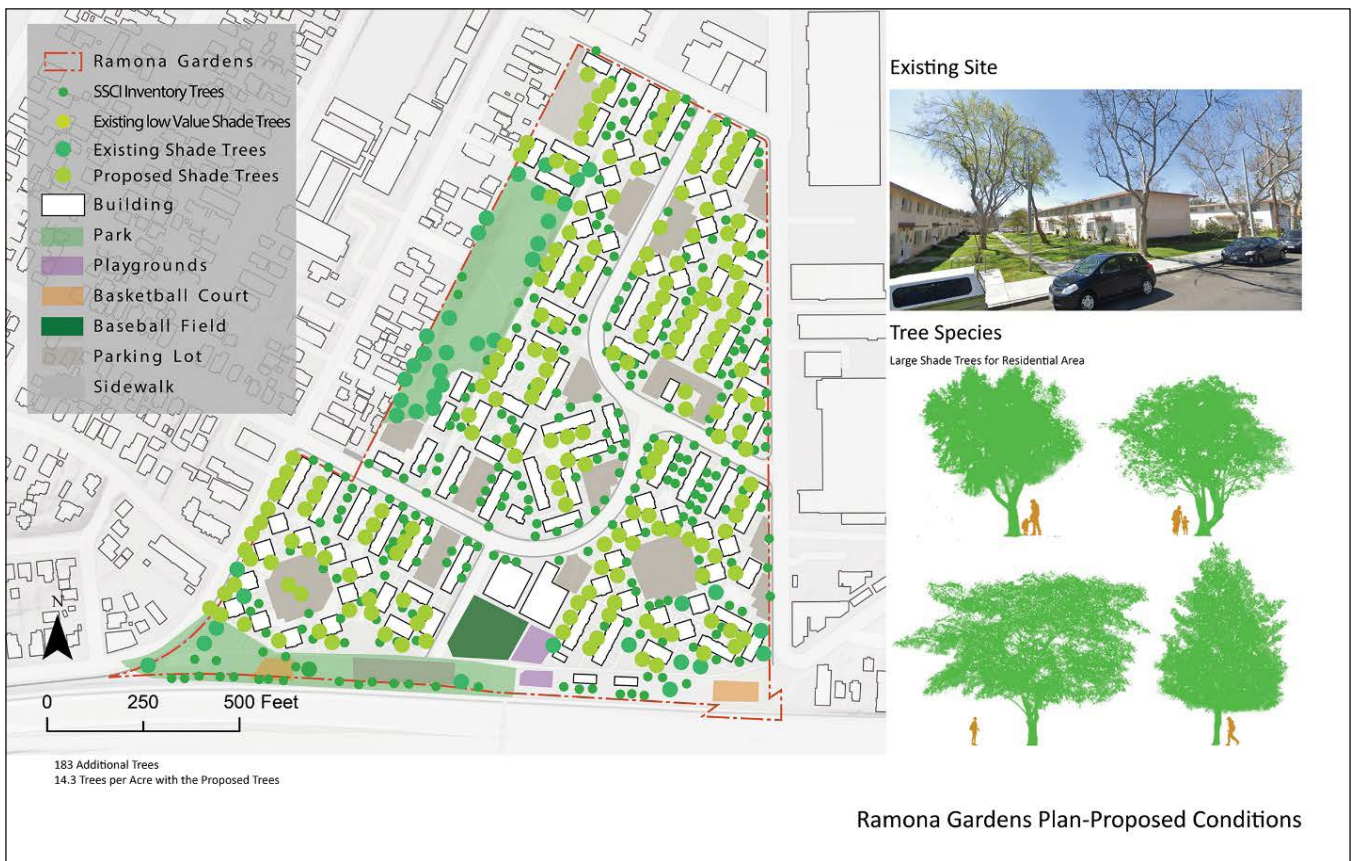 Ramona Gardens
SSCI Inventory Trees
Existing low Value Shade Trees
Existing Shade Trees
Proposed Shade Trees
Building
Park
Playgrounds
Basketball Court
Baseball Field
Parking Lot
Sidewalk
N
0 250 500 Feet
183 Additional Trees
14.3 Trees per Acre with the Proposed Trees
Existing Site
Tree Species
Large Shade Trees for Residential Area
Ramona Gardens Plan-Proposed Conditions